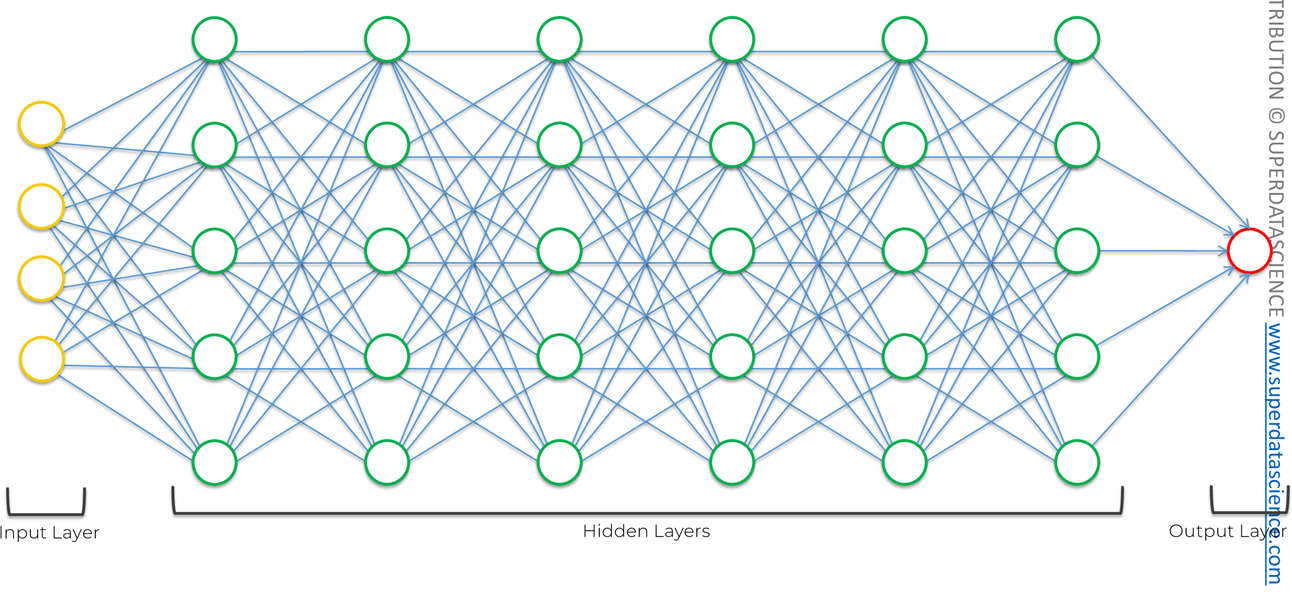 Input Layer
Hidden Layers
Output Layer
TRIBUTION © SUPERDATASCIENCE www.superdatascience.com